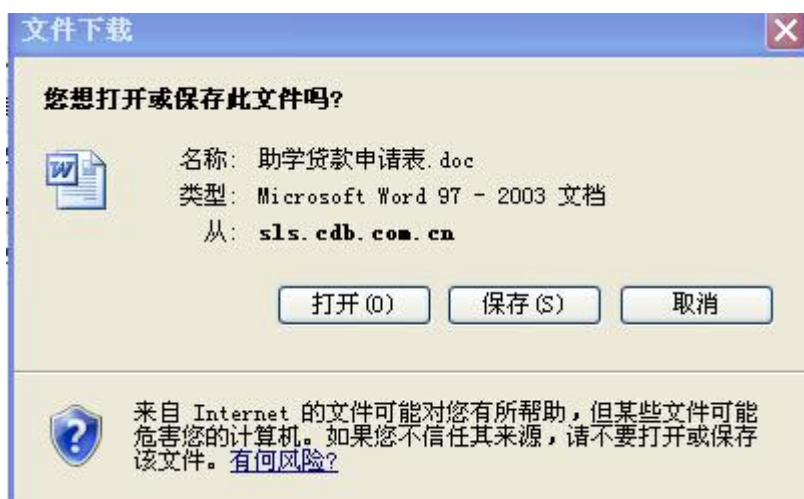 文件下载
您想打开或保存此文件吗?
名称: 助学贷款申请表.doc
类型: Microsoft Word 97 - 2003 文档
从: sls.cdb.com.cn
打开(O) 保存(S) 取消
来自 Internet 的文件可能对您有所帮助，但某些文件可能
危害您的计算机。如果您不信任其来源，请不要打开或保存
该文件。有何风险?